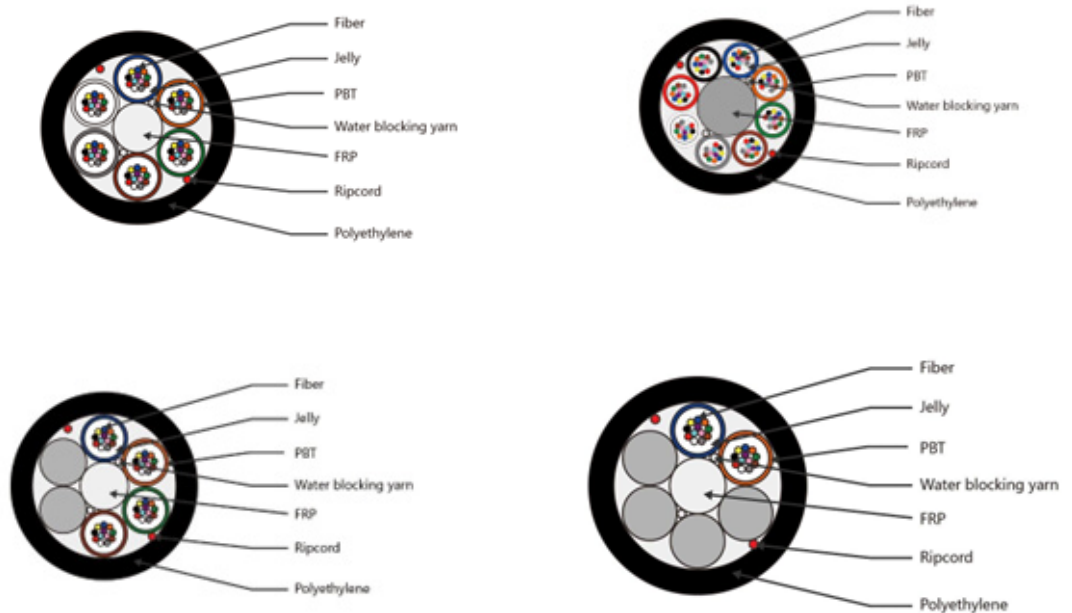 Fiber
Jelly
PBT
Water blocking yarn
FRP
Ripcord
Polyethylene
Fiber
Jelly
PBT
Water blocking yarn
FRP
Ripcord
Polyethylene
Fiber
Jelly
PBT
Water blocking yarn
FRP
Ripcord
Polyethylene
Fiber
Jelly
PBT
Water blocking yarn
FRP
Ripcord
Polyethylene